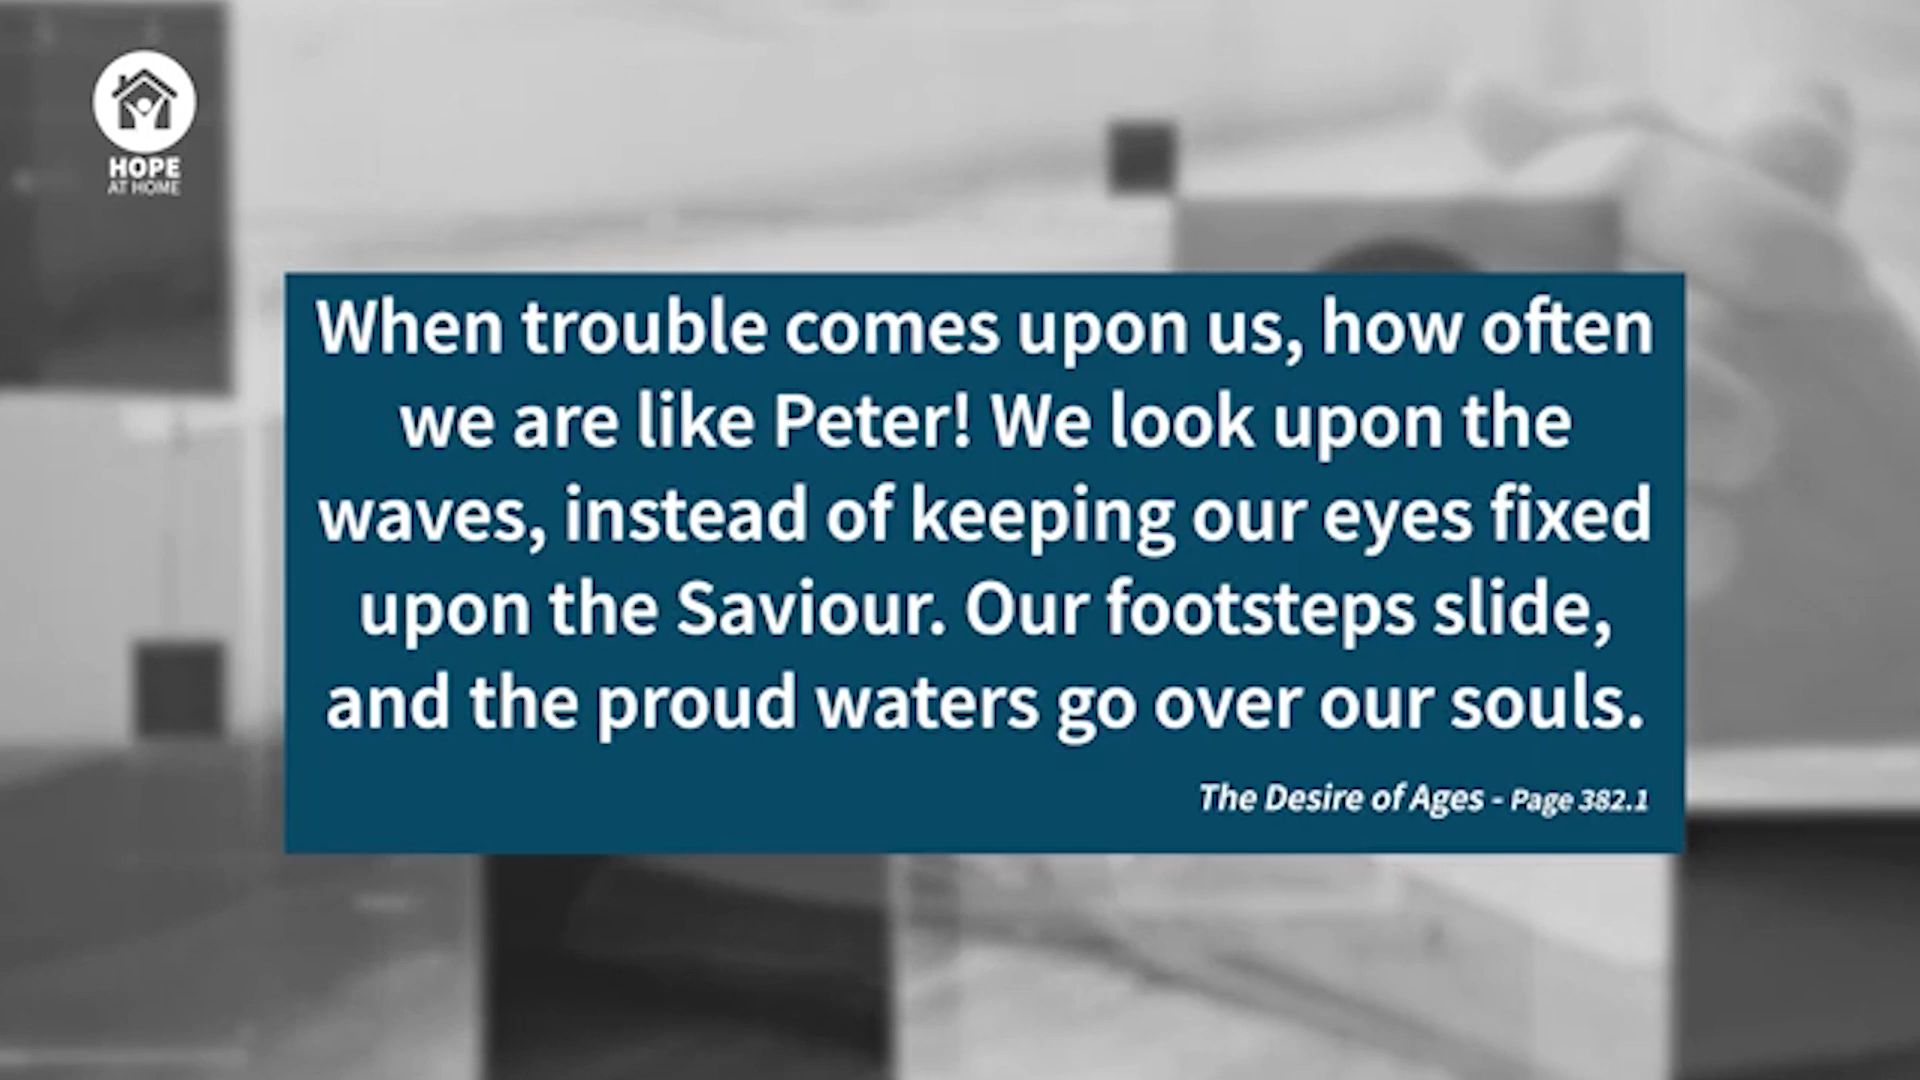 HOPE
AT HOME
When trouble comes upon us, how often
we are like Peter! We look upon the
waves, instead of keeping our eyes fixed
upon the Saviour. Our footsteps slide,
and the proud waters go over our souls.
The Desire of Ages - Page 382.1